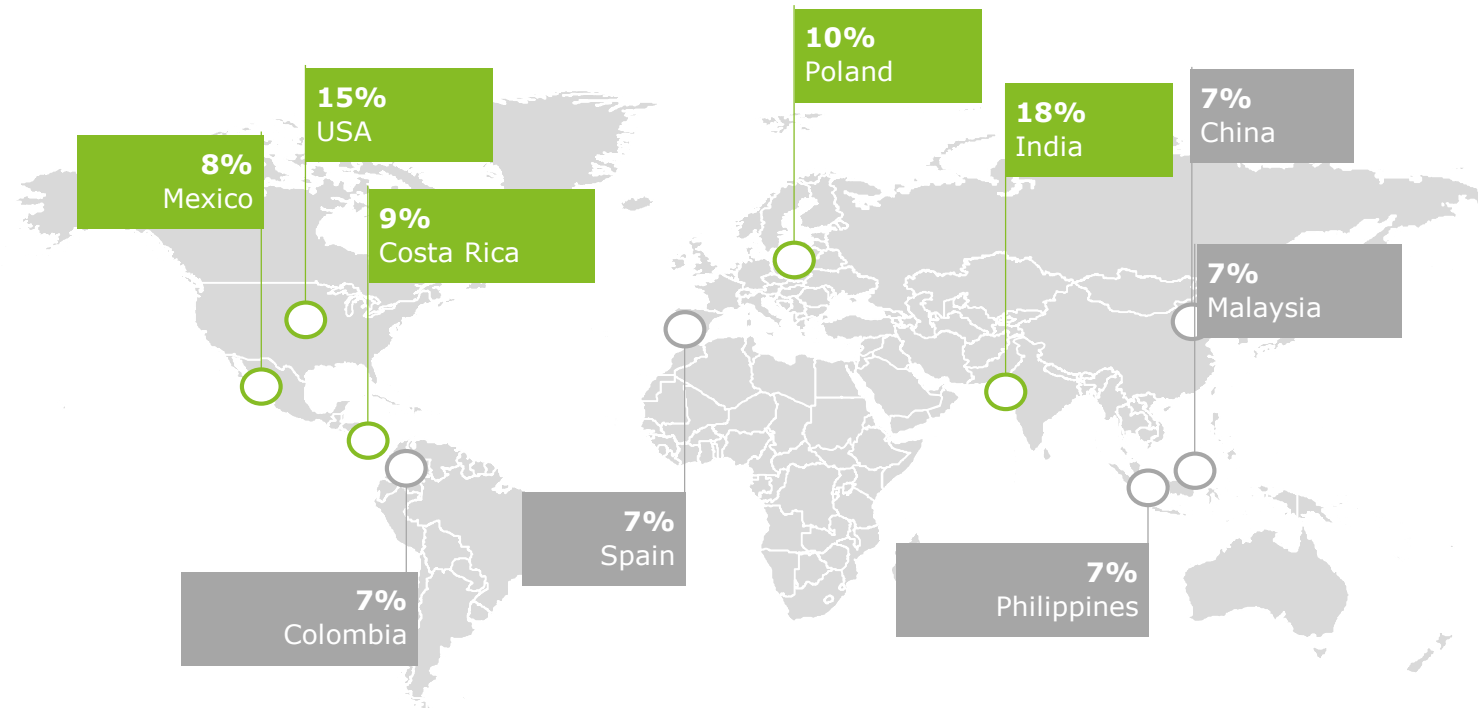 10%
Poland
15%
USA
18%
India
7%
China
8%
Mexico
9%
Costa Rica
7%
Malaysia
7%
Spain
7%
Philippines
7%
Colombia